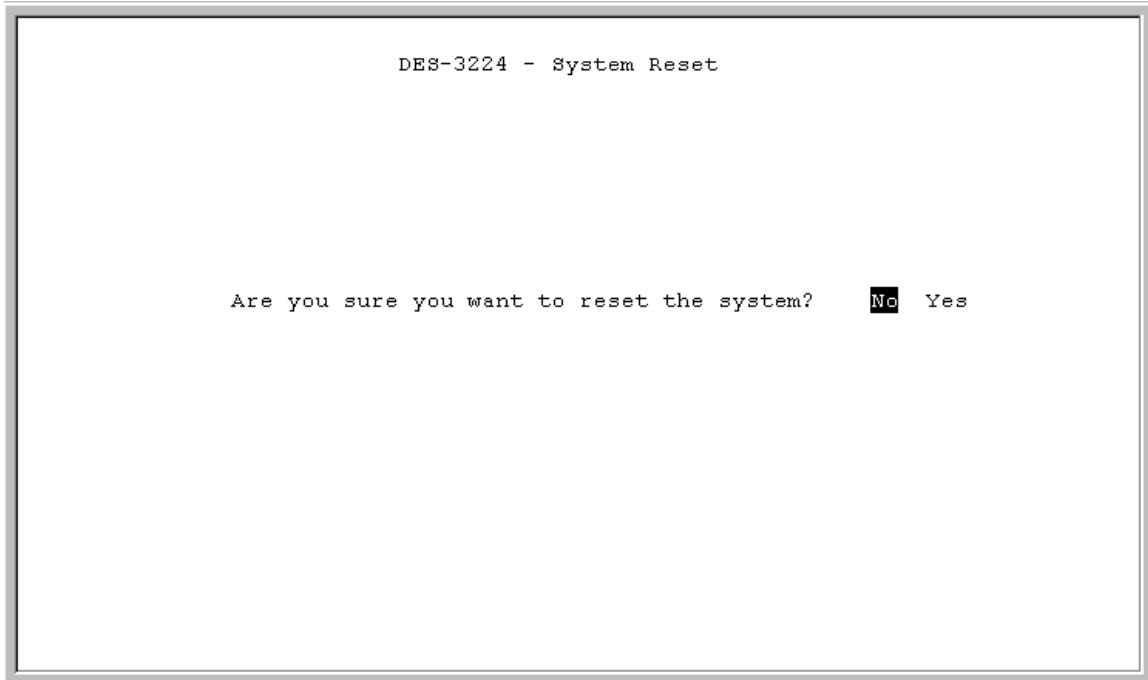 DES-3224 - System Reset
Are you sure you want to reset the system? No Yes